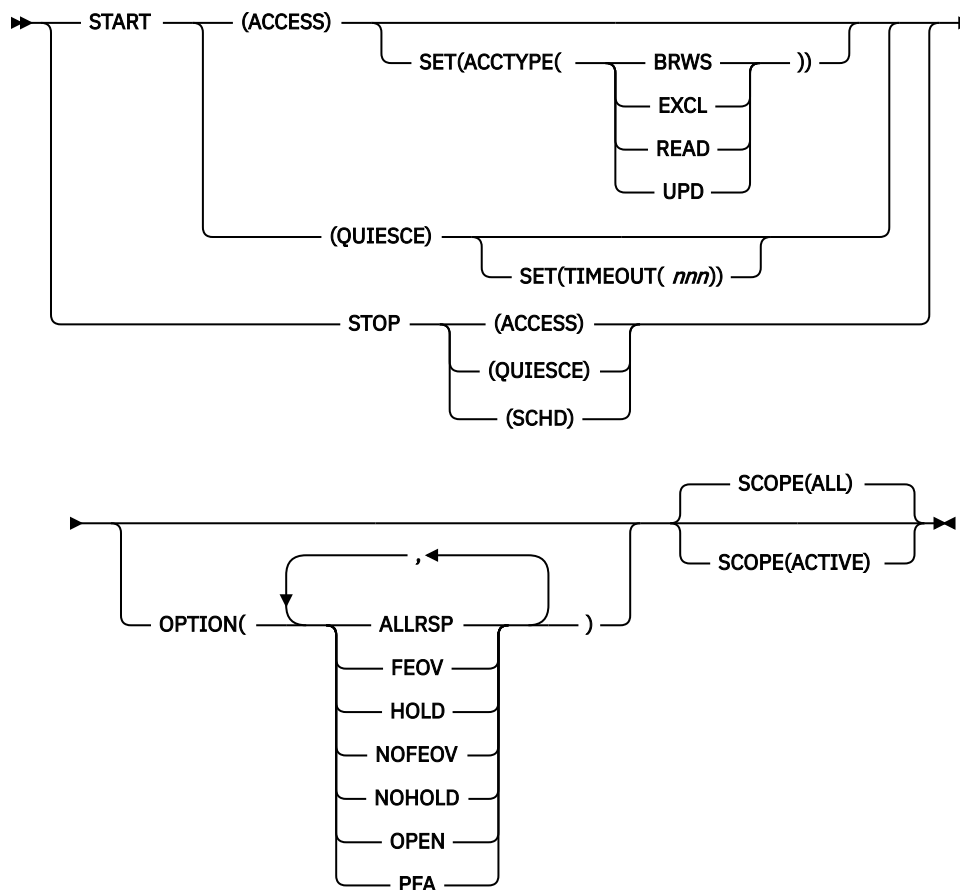 START (ACCESS)
SET(ACCTYPE( BRWS ))
EXCL
READ
UPD
(QUIESCE)
SET(TIMEOUT( nnn))
STOP (ACCESS)
(QUIESCE)
(SCHD)
SCOPE(ALL)
SCOPE(ACTIVE)
,
OPTION( ALLRSP )
FEOV
HOLD
NOFEOV
NOHOLD
OPEN
PFA